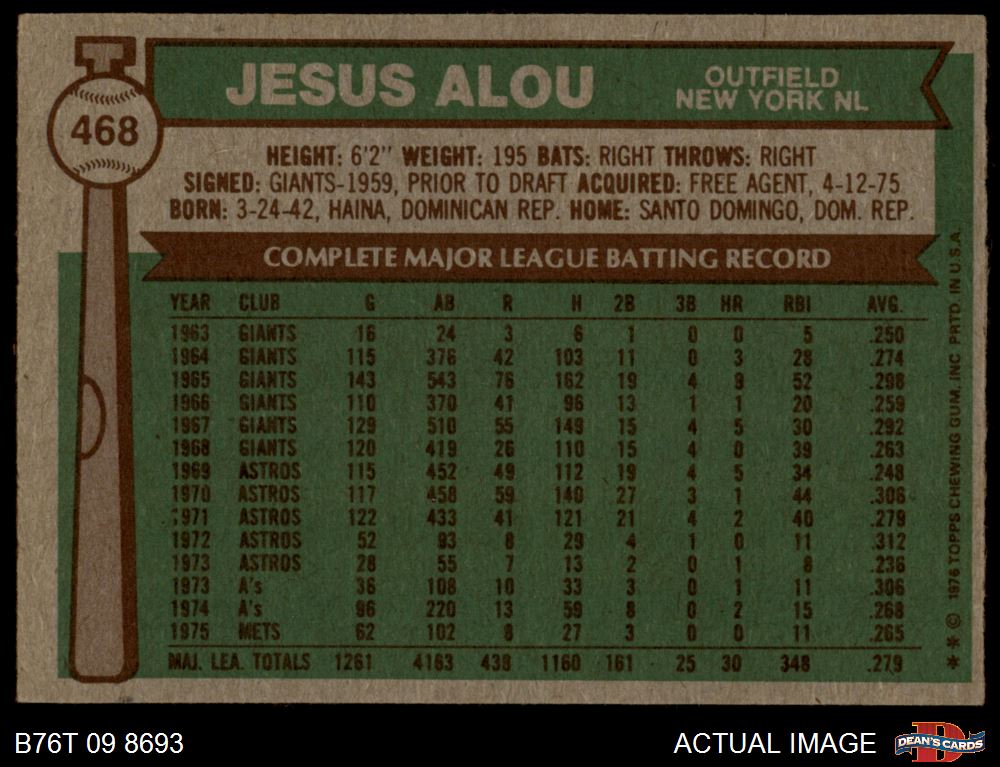 468
JESUS ALOU
OUTFIELD
NEW YORK NL
HEIGHT: 6'2" WEIGHT: 195 BATS: RIGHT THROWS: RIGHT
SIGNED: GIANTS-1959, PRIOR TO DRAFT ACQUIRED: FREE AGENT, 4-12-75
BORN: 3-24-42, HAINA, DOMINICAN REP. HOME: SANTO DOMINGO, DOM. REP.
COMPLETE MAJOR LEAGUE BATTING RECORD
YEAR CLUB G AB R H 2B 3B HR RBI AVG.
1963 GIANTS 16 24 3 6 1 0 0 5 .250
1964 GIANTS 115 376 42 103 11 0 3 28 .274
1965 GIANTS 143 543 76 162 19 4 9 52 .298
1966 GIANTS 110 370 41 96 13 1 1 20 .259
1967 GIANTS 129 510 55 149 15 4 5 30 .292
1968 GIANTS 120 419 26 110 15 4 0 39 .263
1969 ASTROS 115 452 49 112 19 4 5 34 .248
1970 ASTROS 117 458 59 140 27 3 1 44 .306
1971 ASTROS 122 433 41 121 21 4 2 40 .279
1972 ASTROS 52 93 8 29 4 1 0 11 .312
1973 ASTROS 28 55 7 13 2 0 1 8 .236
1973 A's 36 108 10 33 3 0 1 11 .306
1974 A's 96 220 13 59 8 0 2 15 .268
1975 METS 62 102 8 27 3 0 0 11 .265
MAJ. LEA. TOTALS 1261 4163 438 1160 161 25 30 348 .279
** © 1976 TOPPS CHEWING GUM, INC PRTD. IN U.S.A.
B76T 09 8693
ACTUAL IMAGE
D
DEAN'S CARDS